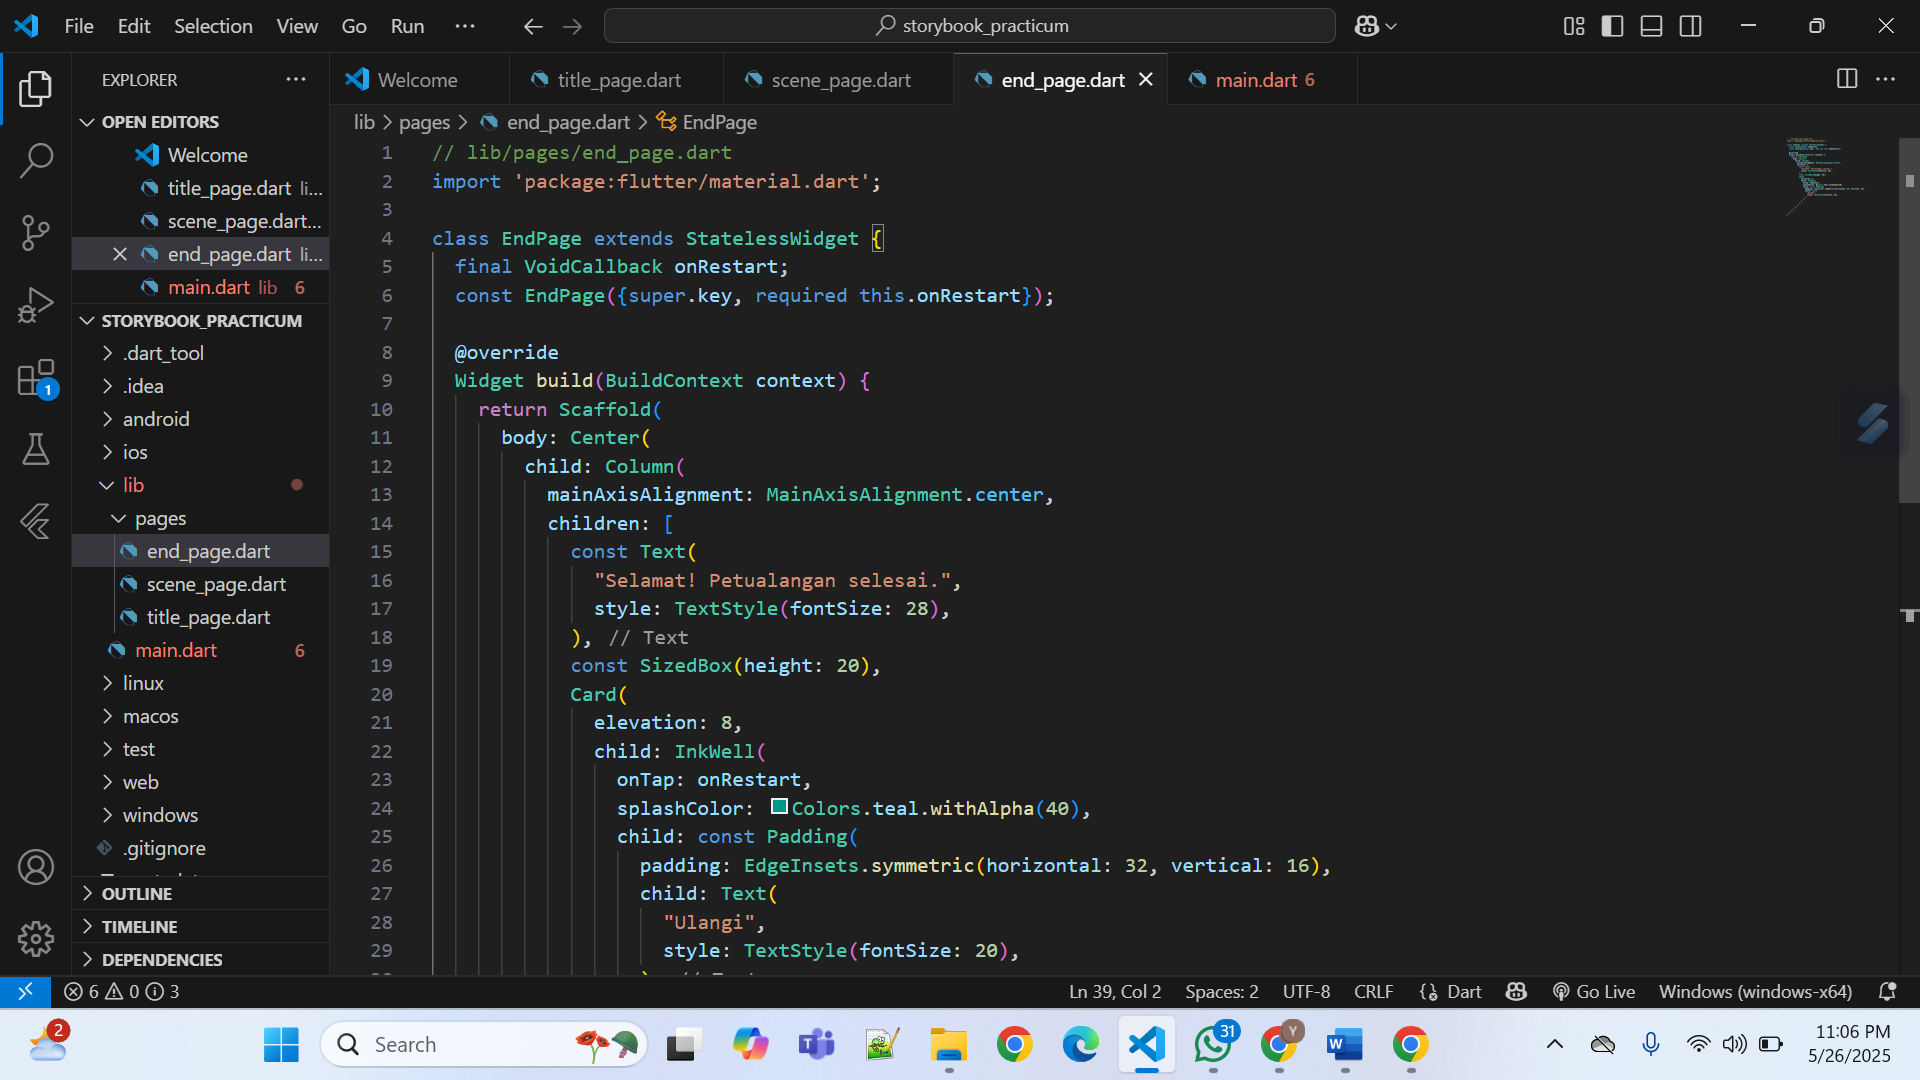 File Edit Selection View Go Run ...
storybook_practicum
EXPLORER ...
OPEN EDITORS
Welcome
title_page.dart li...
scene_page.dart...
end_page.dart li...
main.dart lib 6
STORYBOOK_PRACTICUM
.dart_tool
.idea
android
ios
lib
pages
end_page.dart
scene_page.dart
title_page.dart
main.dart 6
linux
macos
test
web
windows
.gitignore
OUTLINE
TIMELINE
DEPENDENCIES
1
Welcome title_page.dart scene_page.dart end_page.dart main.dart 6
lib > pages > end_page.dart > EndPage
1 // lib/pages/end_page.dart
2 import 'package:flutter/material.dart';
3
4 class EndPage extends StatelessWidget {
5 final VoidCallback onRestart;
6 const EndPage({super.key, required this.onRestart});
7
8 @override
9 Widget build(BuildContext context) {
10 return Scaffold(
11 body: Center(
12 child: Column(
13 mainAxisAlignment: MainAxisAlignment.center,
14 children: [
15 const Text(
16 "Selamat! Petualangan selesai.",
17 style: TextStyle(fontSize: 28),
18 ), // Text
19 const SizedBox(height: 20),
20 Card(
21 elevation: 8,
22 child: InkWell(
23 onTap: onRestart,
24 splashColor: Colors.teal.withAlpha(40),
25 child: const Padding(
26 padding: EdgeInsets.symmetric(horizontal: 32, vertical: 16),
27 child: Text(
28 "Ulangi",
29 style: TextStyle(fontSize: 20),
6 0 3
Ln 39, Col 2 Spaces: 2 UTF-8 CRLF Dart Go Live Windows (windows-x64)
2
Search
31
Y
11:06 PM
5/26/2025